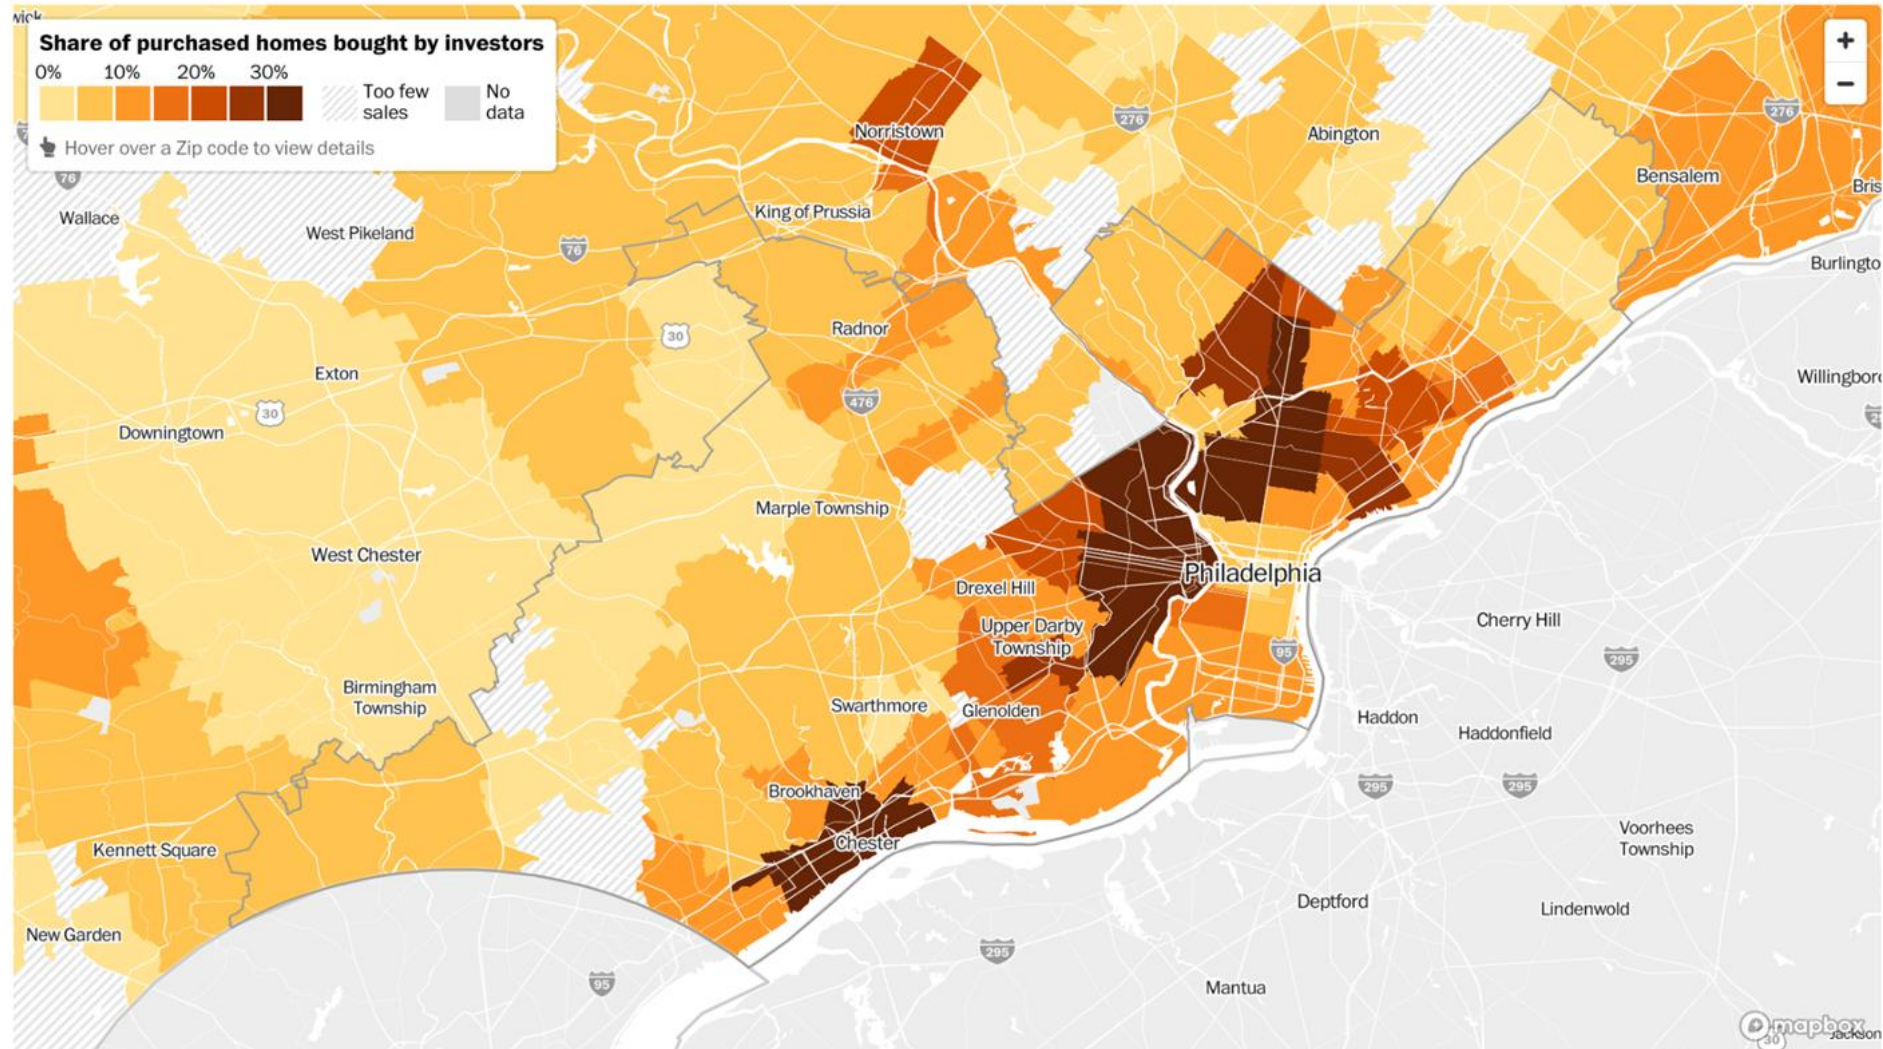 Share of purchased homes bought by investors
0% 10% 20% 30%
Too few
sales
No
data
Hover over a Zip code to view details
+
−
76
Norristown
276
Abington
276
Bensalem
Bris
Wallace
West Pikeland
King of Prussia
76
Burlingto
Radnor
30
Exton
476
Willingboro
30
Downingtown
Marple Township
West Chester
Philadelphia
Drexel Hill
Cherry Hill
Upper Darby
Township
95
295
Birmingham
Township
Swarthmore
Glenolden
Haddon
Haddonfield
Brookhaven
295
295
Chester
Voorhees
Township
Kennett Square
Deptford
Lindenwold
New Garden
295
95
Mantua
mapbox
30
Jackson